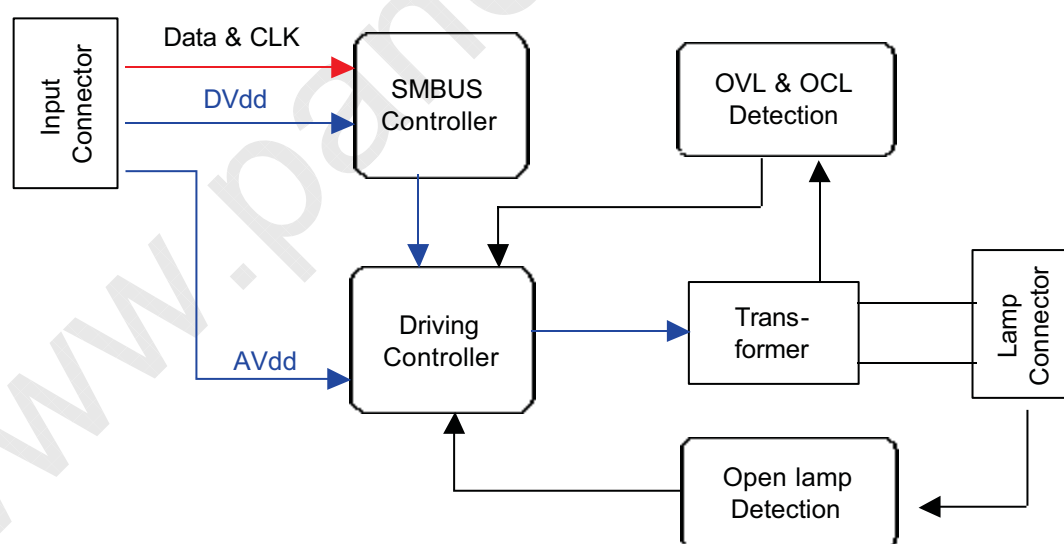 Data & CLK
Input
Connector
DVdd
SMBUS
Controller
OVL & OCL
Detection
AVdd
Driving
Controller
Trans-
former
Lamp
Connector
Open lamp
Detection